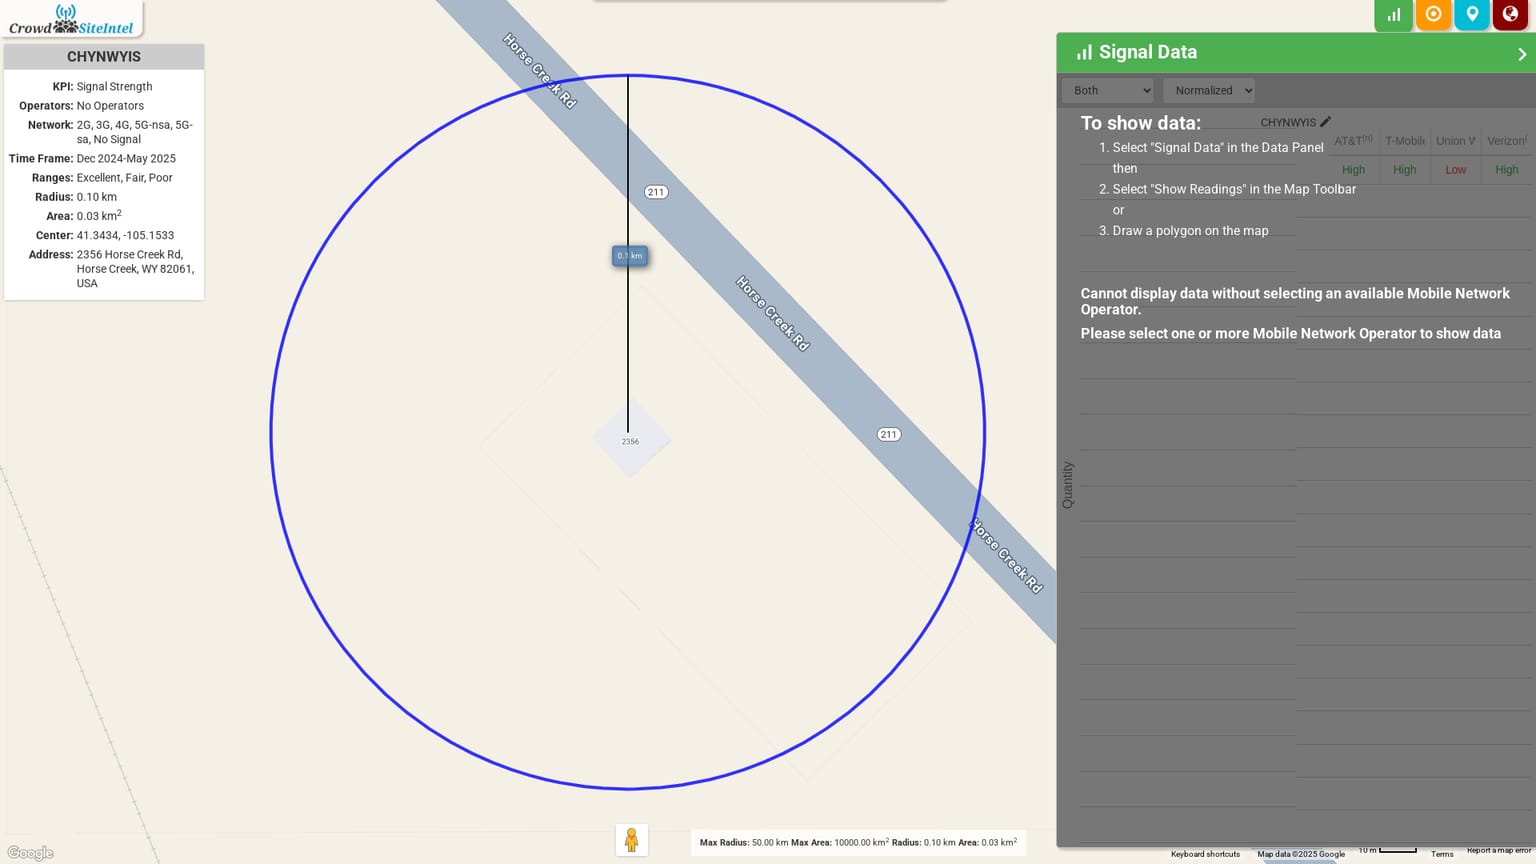 Crowd SiteIntel
CHYNWYIS
KPI: Signal Strength
Operators: No Operators
Network: 2G, 3G, 4G, 5G-nsa, 5G-
sa, No Signal
Time Frame: Dec 2024-May 2025
Ranges: Excellent, Fair, Poor
Radius: 0.10 km
Area: 0.03 km2
Center: 41.3434, -105.1533
Address: 2356 Horse Creek Rd,
Horse Creek, WY 82061,
USA
Horse Creek Rd
211
0.1 km
Horse Creek Rd
211
2356
Horse Creek Rd
Signal Data
Both
Normalized
To show data:
CHYNWYIS
AT&T(n) T-Mobile Union W Verizon
1. Select "Signal Data" in the Data Panel
then
High High Low High
2. Select "Show Readings" in the Map Toolbar
or
3. Draw a polygon on the map
Cannot display data without selecting an available Mobile Network
Operator.
Please select one or more Mobile Network Operator to show data
Quantity
Max Radius: 50.00 km Max Area: 10000.00 km2 Radius: 0.10 km Area: 0.03 km2
Google
Keyboard shortcuts Map data ©2025 Google 10 m Terms Report a map error